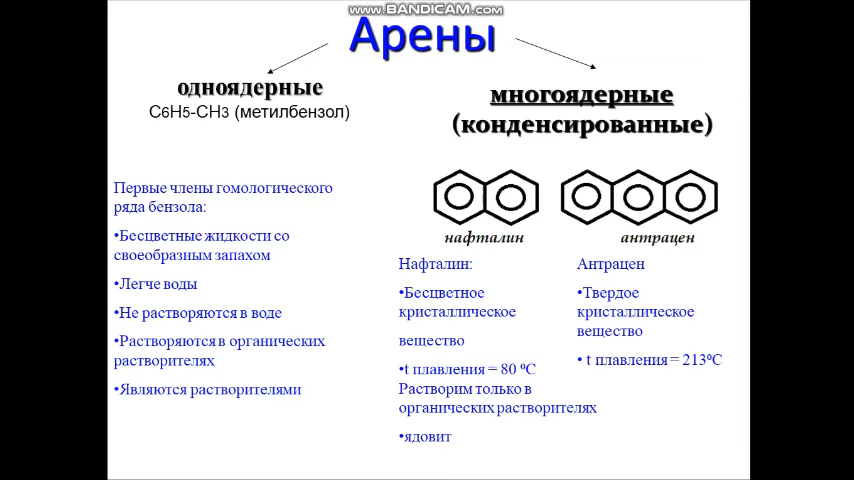 www.BANDICAM.com
Арены
одноядерные
C6H5-CH3 (метилбензол)
многоядерные
(конденсированные)
Первые члены гомологического
ряда бензола:
•Бесцветные жидкости со
своеобразным запахом
•Легче воды
•Не растворяются в воде
•Растворяются в органических
растворителях
•Являются растворителями
нафталин
антрацен
Нафталин:
•Бесцветное
кристаллическое
вещество
•t плавления = 80 ⁰С
Растворим только в
органических растворителях
•ядовит
Антрацен
•Твердое
кристаллическое
вещество
• t плавления = 213⁰С